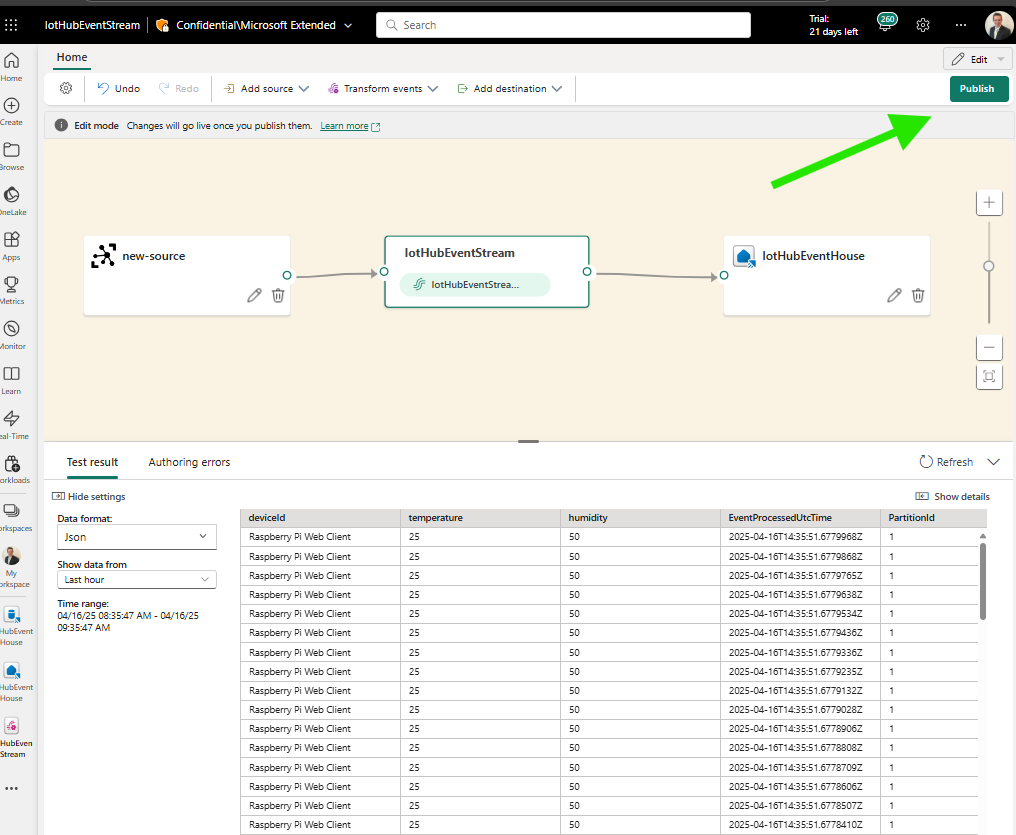 IotHubEventStream
Confidential\Microsoft Extended
Search
Trial:
21 days left
260
Home
Edit
Undo
Redo
Add source
Transform events
Add destination
Publish
Edit mode Changes will go live once you publish them. Learn more
Home
Create
Browse
OneLake
Apps
Metrics
Monitor
Learn
eal-Time
orkloads
orkspaces
My
orkspace
HubEvent
House
HubEvent
House
HubEven
Stream
new-source
IotHubEventStream
IotHubEventStrea...
IotHubEventHouse
Test result
Authoring errors
Refresh
Hide settings
Show details
Data format:
Json
Show data from
Last hour
Time range:
04/16/25 08:35:47 AM - 04/16/25
09:35:47 AM
deviceId temperature humidity EventProcessedUtcTime PartitionId
Raspberry Pi Web Client 25 50 2025-04-16T14:35:51.6779968Z 1
Raspberry Pi Web Client 25 50 2025-04-16T14:35:51.6779868Z 1
Raspberry Pi Web Client 25 50 2025-04-16T14:35:51.6779765Z 1
Raspberry Pi Web Client 25 50 2025-04-16T14:35:51.6779638Z 1
Raspberry Pi Web Client 25 50 2025-04-16T14:35:51.6779534Z 1
Raspberry Pi Web Client 25 50 2025-04-16T14:35:51.6779436Z 1
Raspberry Pi Web Client 25 50 2025-04-16T14:35:51.6779336Z 1
Raspberry Pi Web Client 25 50 2025-04-16T14:35:51.6779235Z 1
Raspberry Pi Web Client 25 50 2025-04-16T14:35:51.6779132Z 1
Raspberry Pi Web Client 25 50 2025-04-16T14:35:51.6779028Z 1
Raspberry Pi Web Client 25 50 2025-04-16T14:35:51.6778906Z 1
Raspberry Pi Web Client 25 50 2025-04-16T14:35:51.6778808Z 1
Raspberry Pi Web Client 25 50 2025-04-16T14:35:51.6778709Z 1
Raspberry Pi Web Client 25 50 2025-04-16T14:35:51.6778606Z 1
Raspberry Pi Web Client 25 50 2025-04-16T14:35:51.6778507Z 1
Raspberry Pi Web Client 25 50 2025-04-16T14:35:51.6778410Z 1